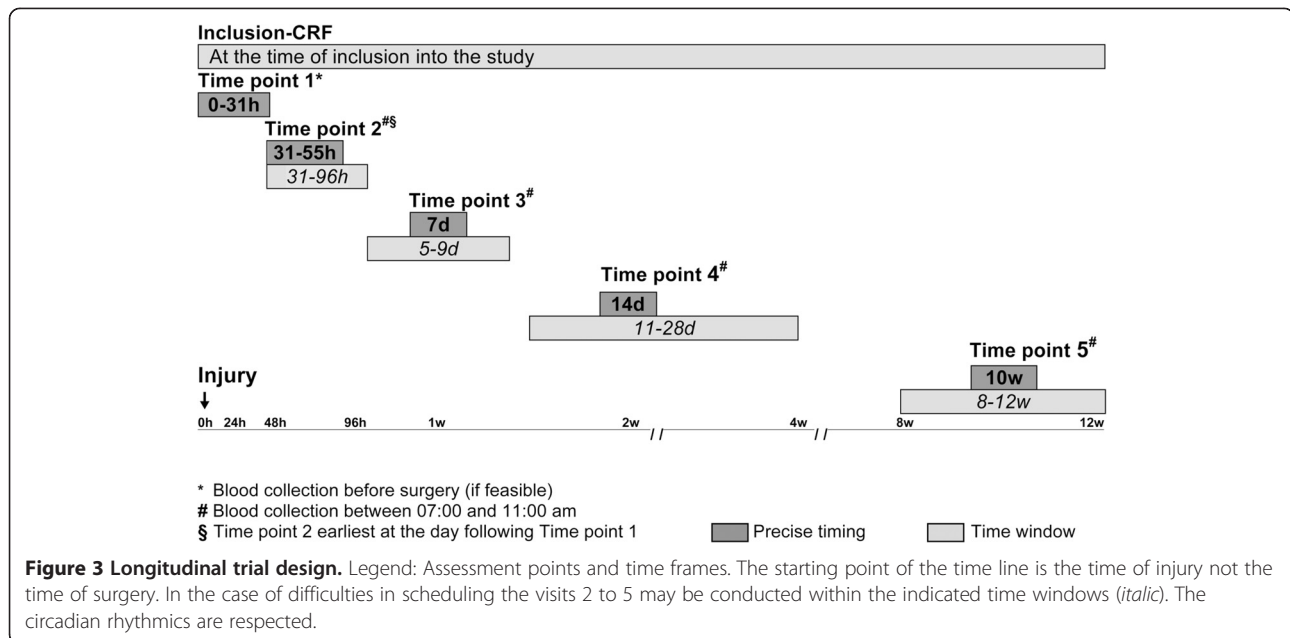 Inclusion-CRF
At the time of inclusion into the study
Time point 1*
0-31h
Time point 2#§
31-55h
31-96h
Time point 3#
7d
5-9d
Time point 4#
14d
11-28d
Time point 5#
10w
8-12w
Injury
0h 24h 48h 96h 1w 2w // 4w // 8w 12w
* Blood collection before surgery (if feasible)
# Blood collection between 07:00 and 11:00 am
§ Time point 2 earliest at the day following Time point 1 Precise timing Time window
Figure 3 Longitudinal trial design. Legend: Assessment points and time frames. The starting point of the time line is the time of injury not the
time of surgery. In the case of difficulties in scheduling the visits 2 to 5 may be conducted within the indicated time windows (italic). The
circadian rhythmics are respected.